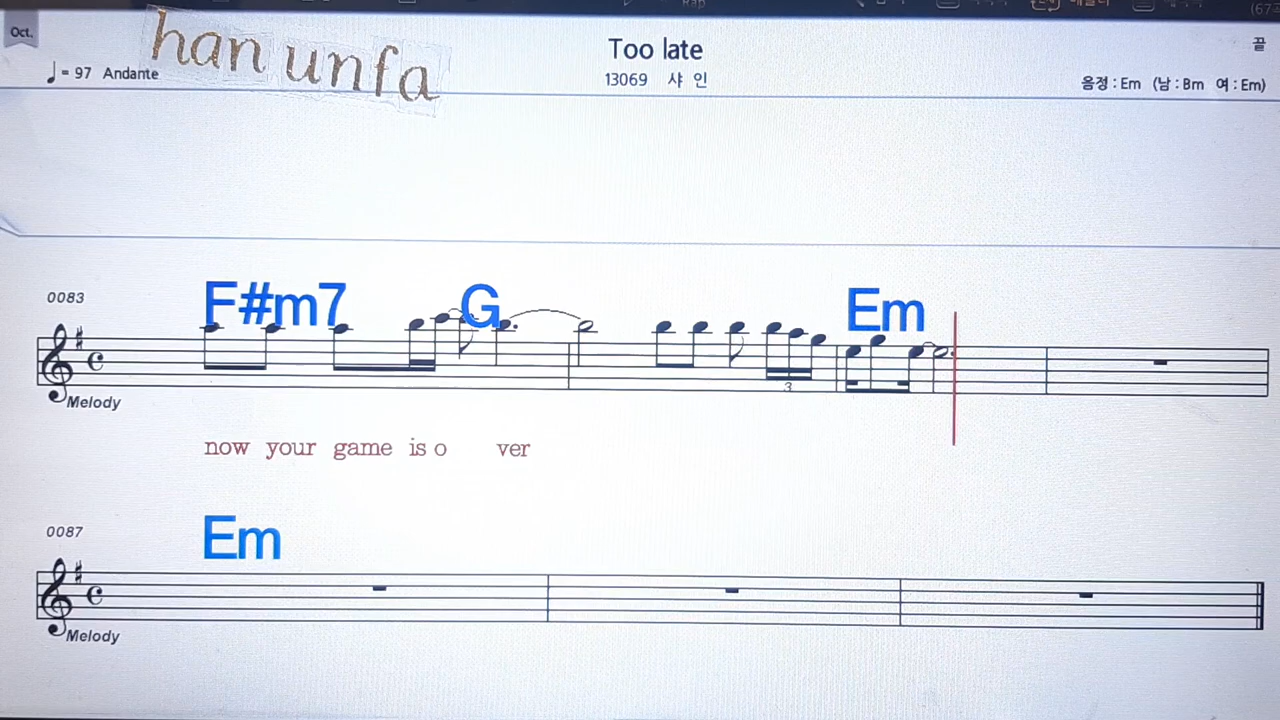 Oct.
han unfa
Too late
끝
♩= 97 Andante
13069 샤 인
음정 : Em (남 : Bm 여 : Em)
0083
F#m7 G Em
Melody
3
now your game is o ver
0087
Em
Melody